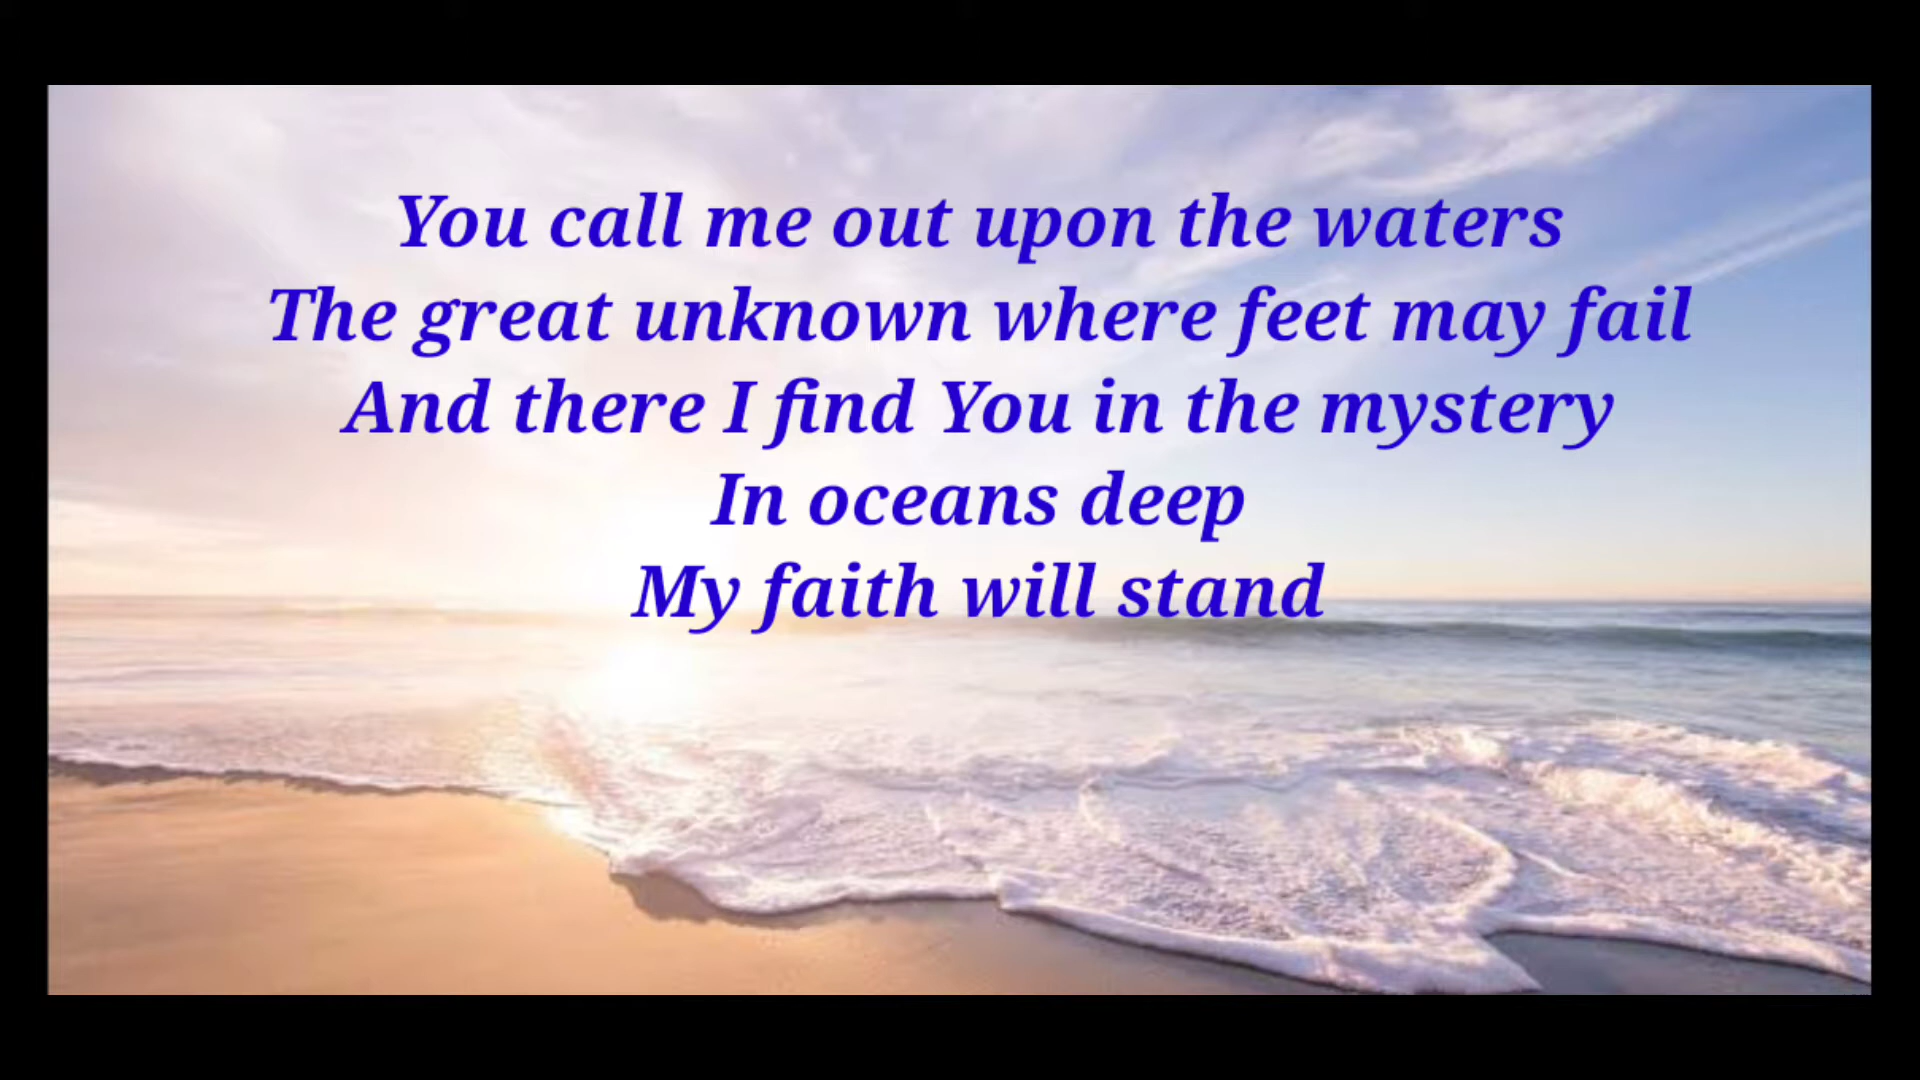 You call me out upon the waters
The great unknown where feet may fail
And there I find You in the mystery
In oceans deep
My faith will stand